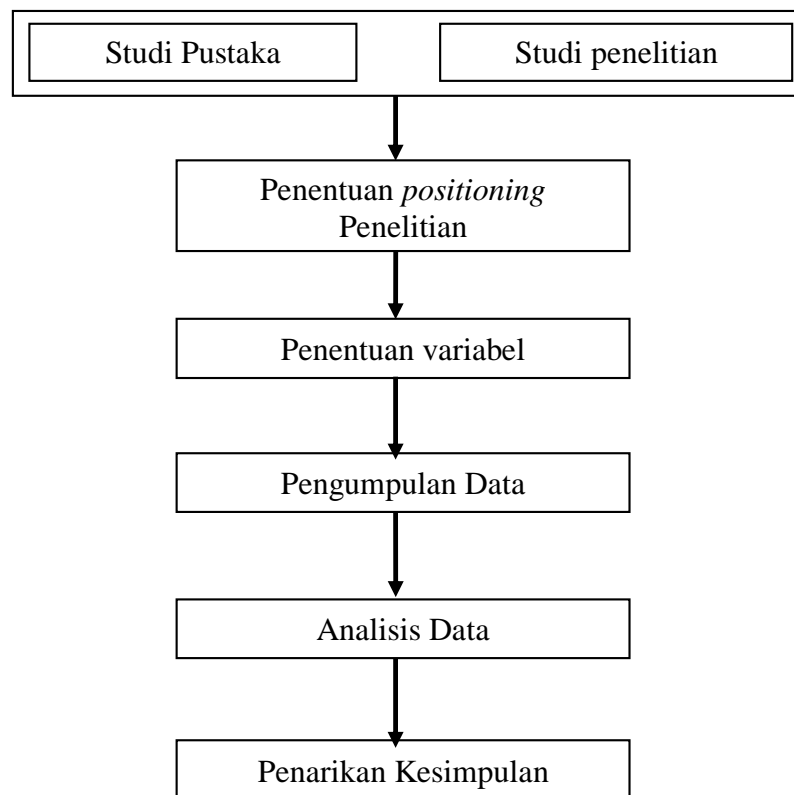 Studi Pustaka
Studi penelitian
Penentuan positioning
Penelitian
Penentuan variabel
Pengumpulan Data
Analisis Data
Penarikan Kesimpulan